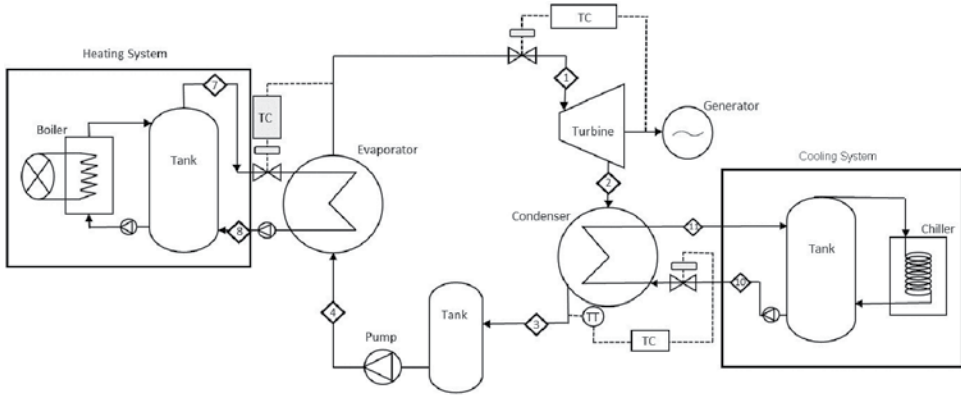 TC
Heating System
7
1
TC
Generator
Boiler
Turbine
Tank
Evaporator
Cooling System
2
Condenser
8
11
Chiller
Tank
10
4
Tank
3
TT
Pump
TC